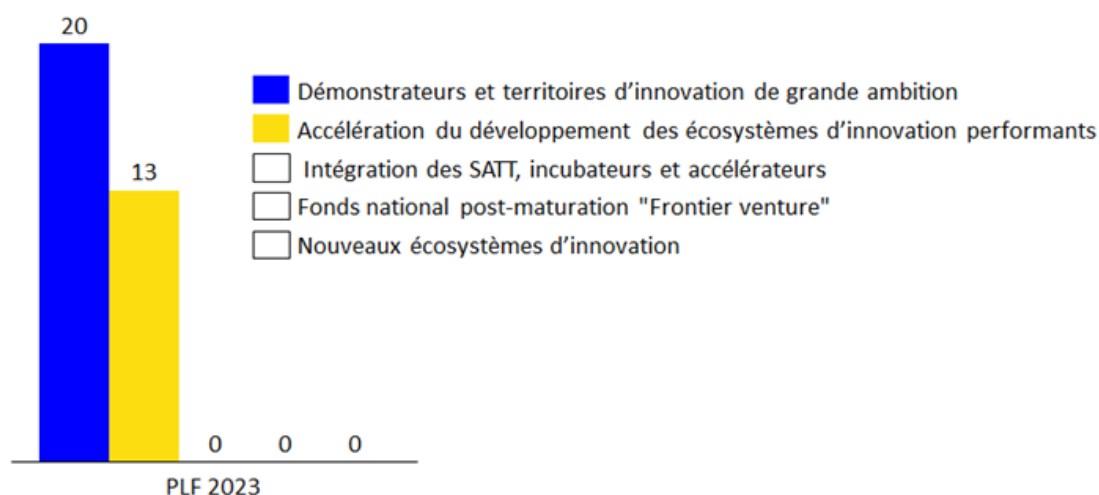 20
Démonstrateurs et territoires d’innovation de grande ambition
Accélération du développement des écosystèmes d’innovation performants
13
Intégration des SATT, incubateurs et accélérateurs
Fonds national post-maturation "Frontier venture"
Nouveaux écosystèmes d’innovation
0 0 0
PLF 2023